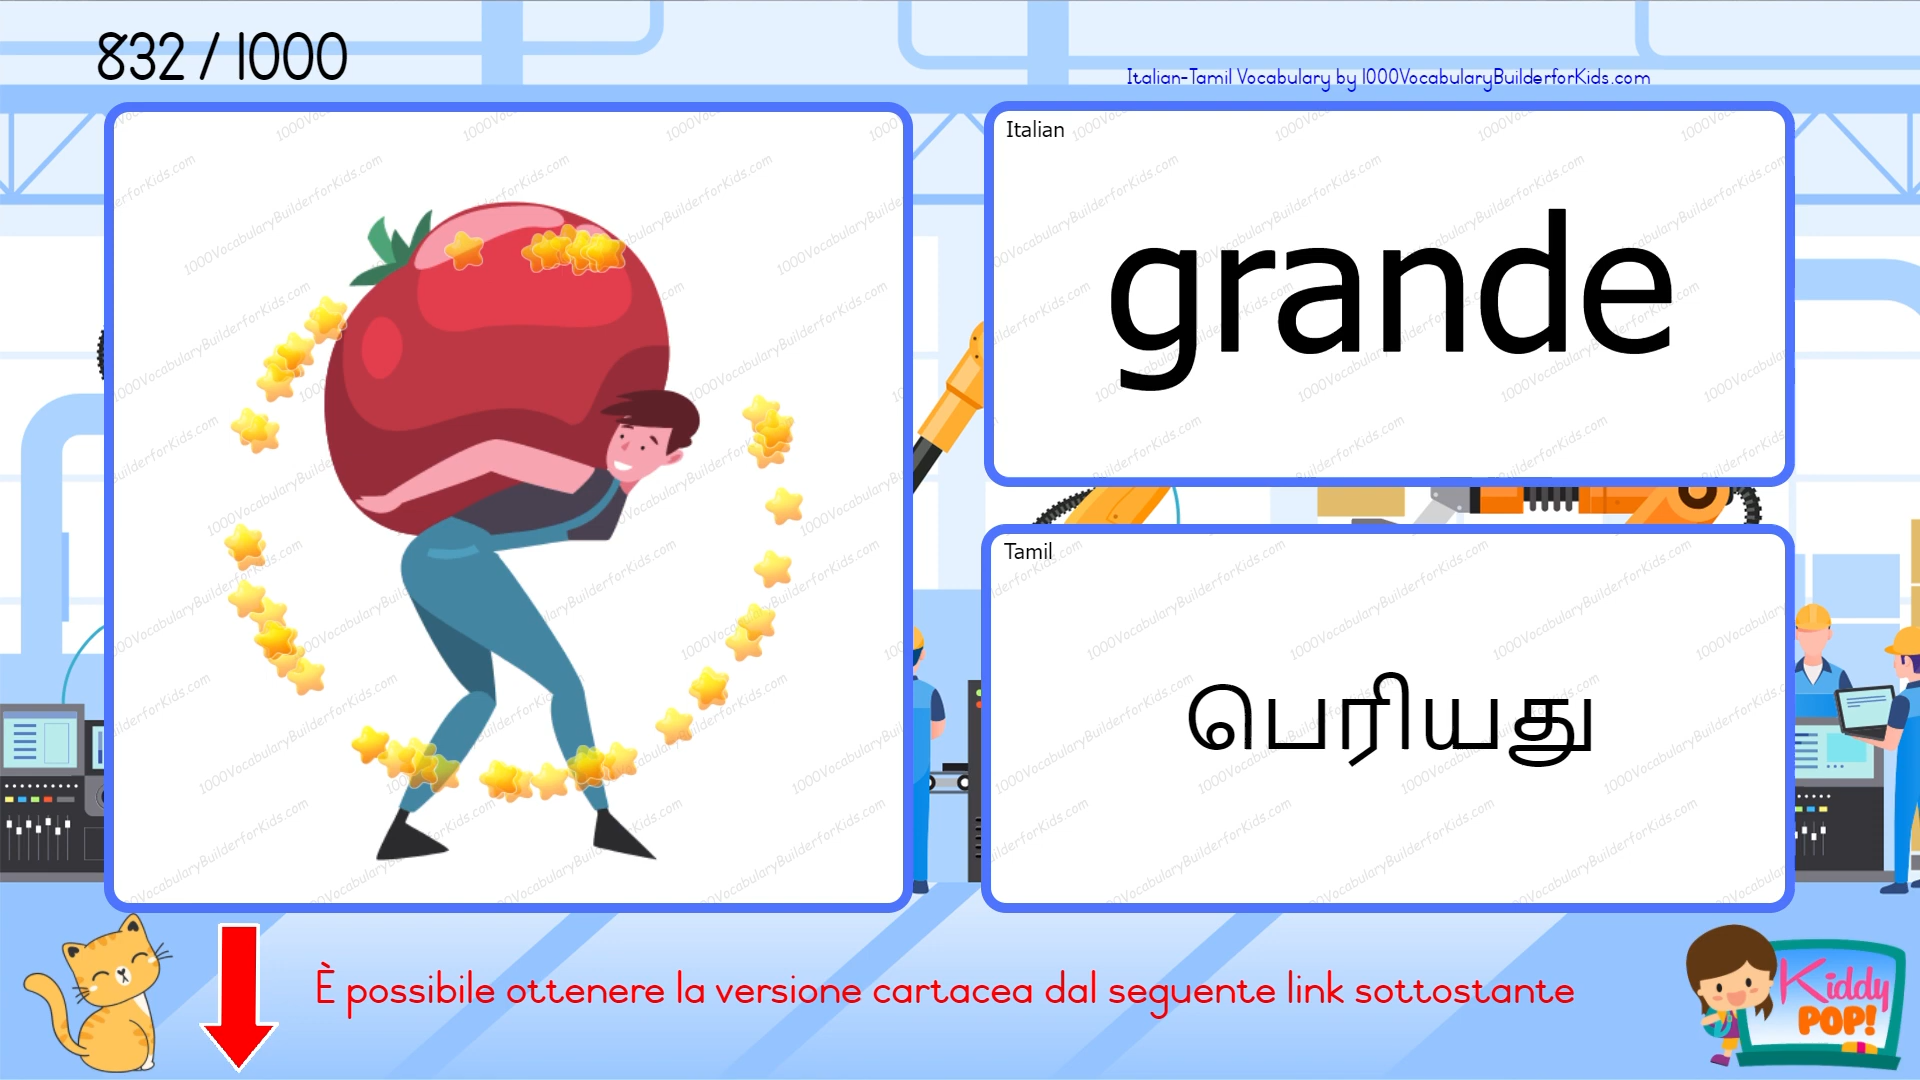 832 / 1000
Italian-Tamil Vocabulary by 1000VocabularyBuilderforKids.com
Italian
grande
Tamil
பெரியது
È possibile ottenere la versione cartacea dal seguente link sottostante
Kiddy
POP!